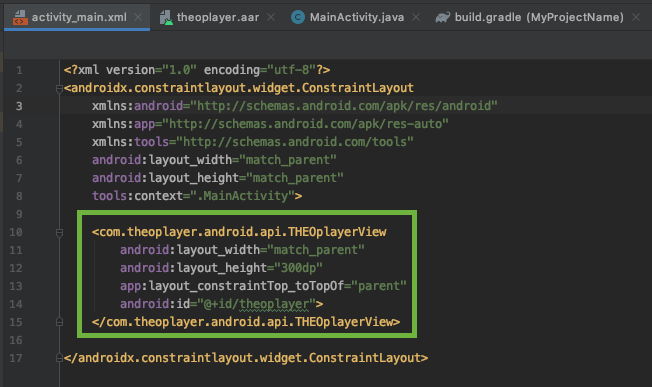 activity_main.xml
theoplayer.aar
MainActivity.java
build.gradle (MyProjectName)
1 <?xml version="1.0" encoding="utf-8"?>
2 <androidx.constraintlayout.widget.ConstraintLayout
3 xmlns:android="http://schemas.android.com/apk/res/android"
4 xmlns:app="http://schemas.android.com/apk/res-auto"
5 xmlns:tools="http://schemas.android.com/tools"
6 android:layout_width="match_parent"
7 android:layout_height="match_parent"
8 tools:context=".MainActivity">
9
10 <com.theoplayer.android.api.THEOplayerView
11 android:layout_width="match_parent"
12 android:layout_height="300dp"
13 app:layout_constraintTop_toTopOf="parent"
14 android:id="@+id/theoplayer">
15 </com.theoplayer.android.api.THEOplayerView>
16
17 </androidx.constraintlayout.widget.ConstraintLayout>